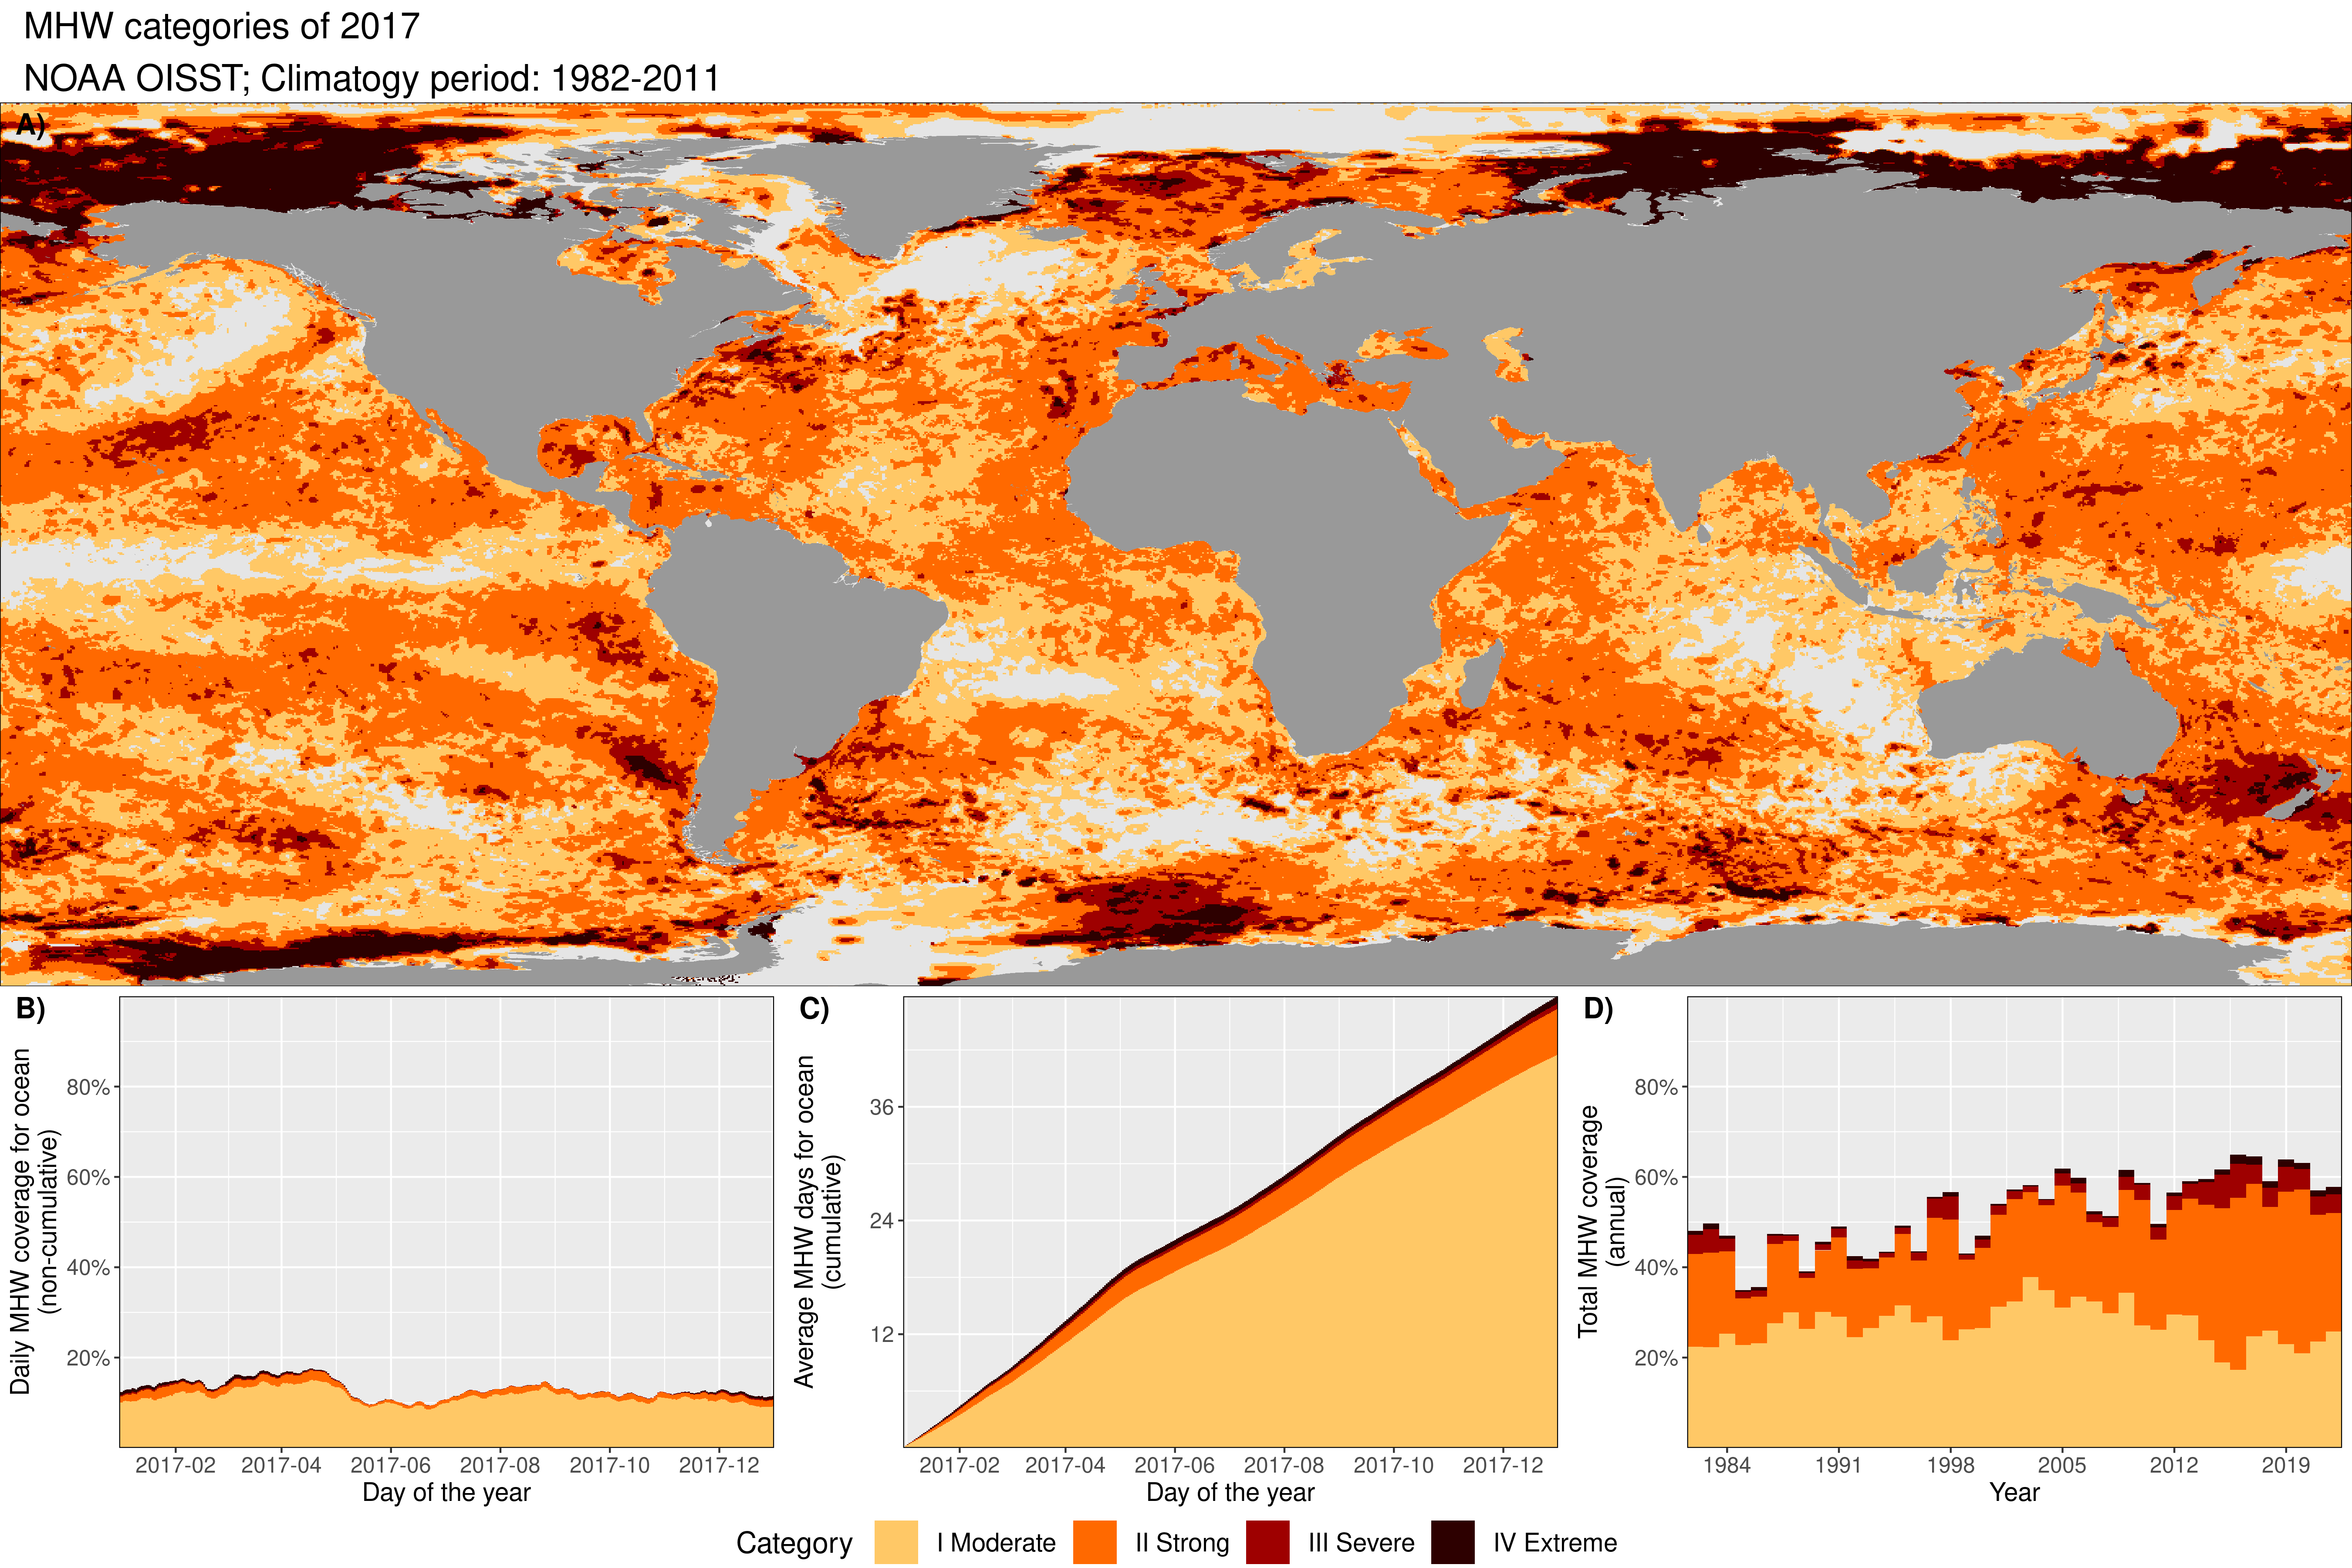 MHW categories of 2017
NOAA OISST; Climatogy period: 1982-2011
A)
B)
Daily MHW coverage for ocean
(non-cumulative)
80%
60%
40%
20%
2017-02 2017-04 2017-06 2017-08 2017-10 2017-12
Day of the year
C)
Average MHW days for ocean
(cumulative)
36
24
12
2017-02 2017-04 2017-06 2017-08 2017-10 2017-12
Day of the year
D)
Total MHW coverage
(annual)
80%
60%
40%
20%
1984 1991 1998 2005 2012 2019
Year
Category I Moderate II Strong III Severe IV Extreme